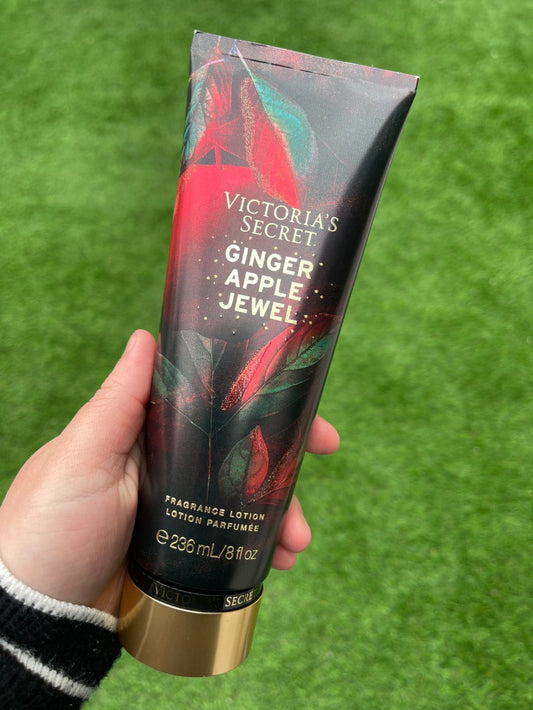 VICTORIA'S
SECRET
GINGER
APPLE
JEWEL
FRAGRANCE LOTION
LOTION PARFUMÉE
℮ 236 mL/8 fl oz
VICTORIA'S SECRET